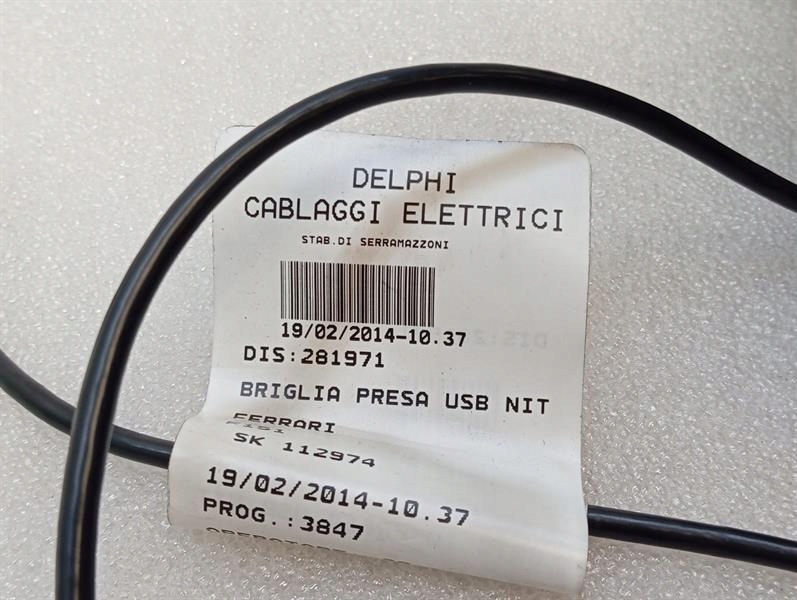 DELPHI
CABLAGGI ELETTRICI
STAB.DI SERRAMAZZONI
19/02/2014-10.37
DIS:281971
BRIGLIA PRESA USB NIT
FERRARI
SK 112974
19/02/2014-10.37
PROG.:3847